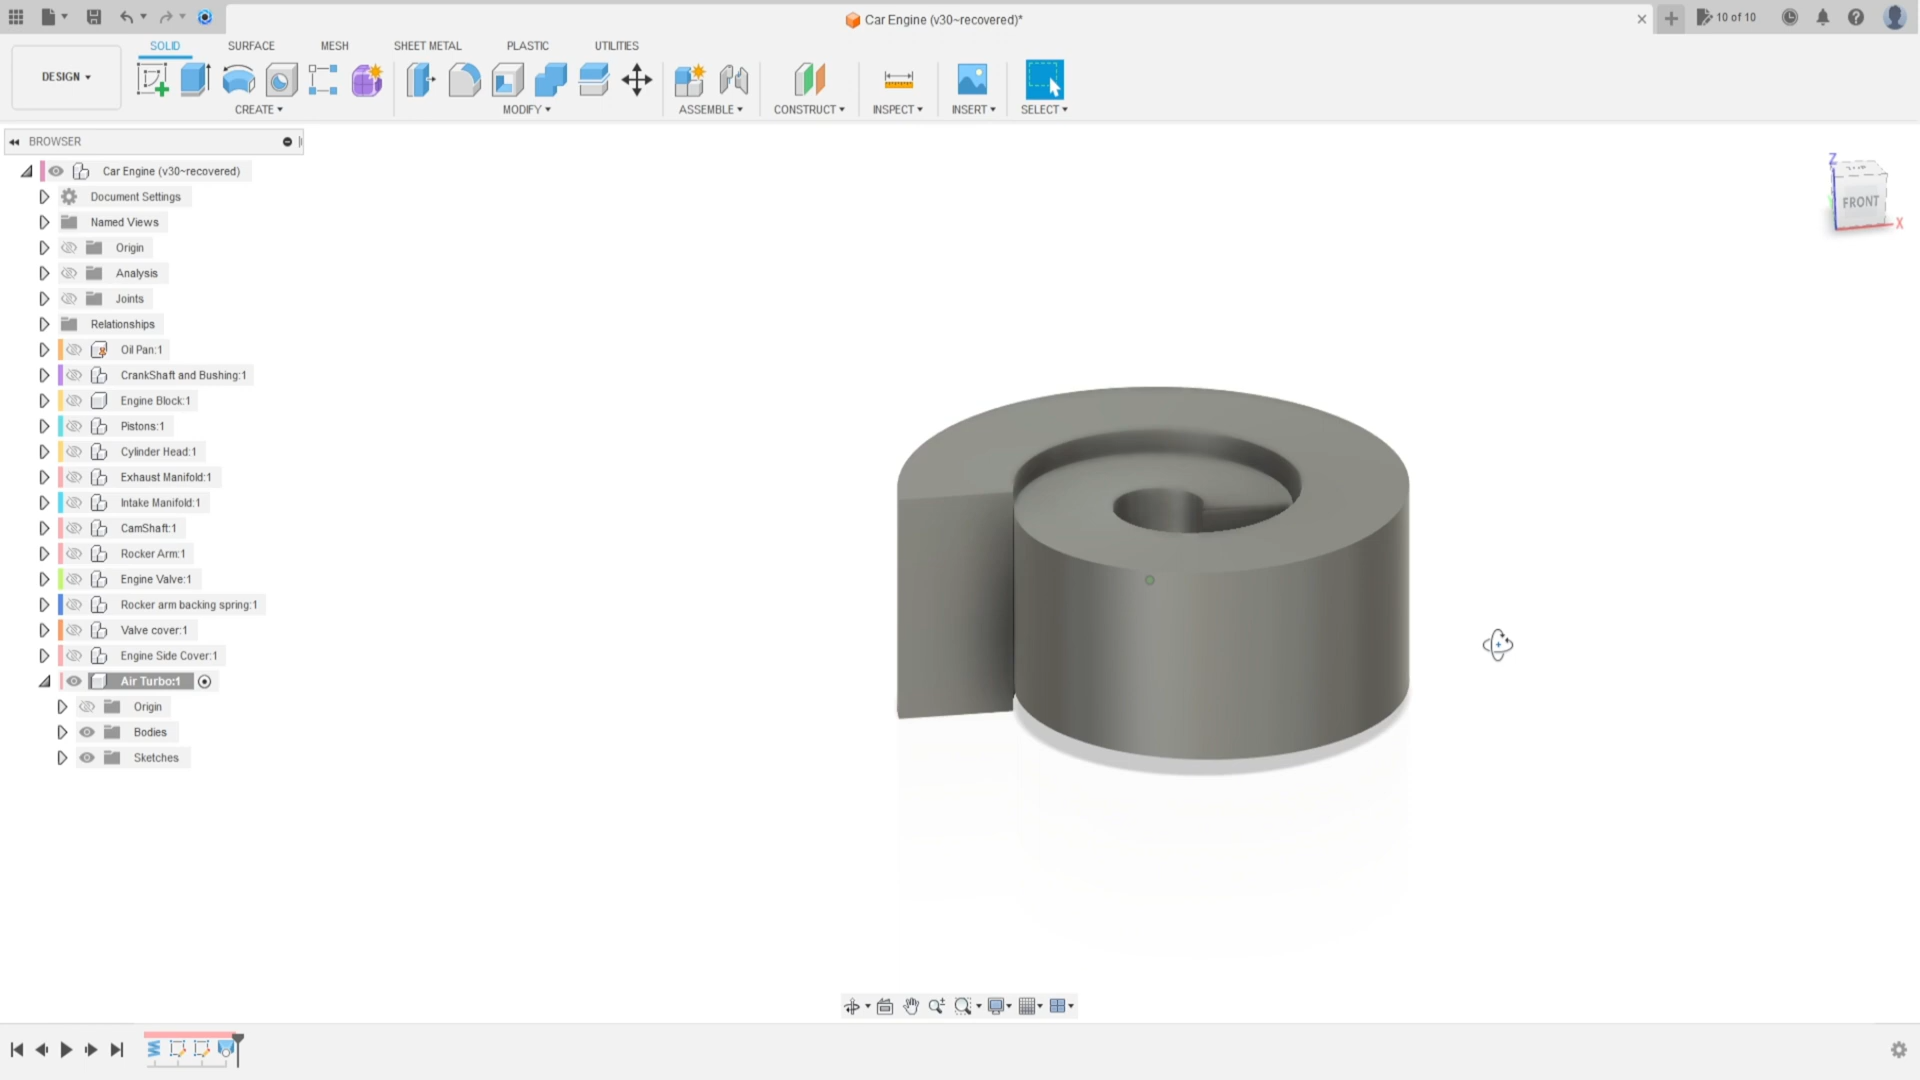 Car Engine (v30~recovered)*
10 of 10
DESIGN
SOLID SURFACE MESH SHEET METAL PLASTIC UTILITIES
CREATE MODIFY ASSEMBLE CONSTRUCT INSPECT INSERT SELECT
BROWSER
Car Engine (v30~recovered)
Document Settings
Named Views
Origin
Analysis
Joints
Relationships
Oil Pan:1
CrankShaft and Bushing:1
Engine Block:1
Pistons:1
Cylinder Head:1
Exhaust Manifold:1
Intake Manifold:1
CamShaft:1
Rocker Arm:1
Engine Valve:1
Rocker arm backing spring:1
Valve cover:1
Engine Side Cover:1
Air Turbo:1
Origin
Bodies
Sketches
Z
TOP
FRONT
X